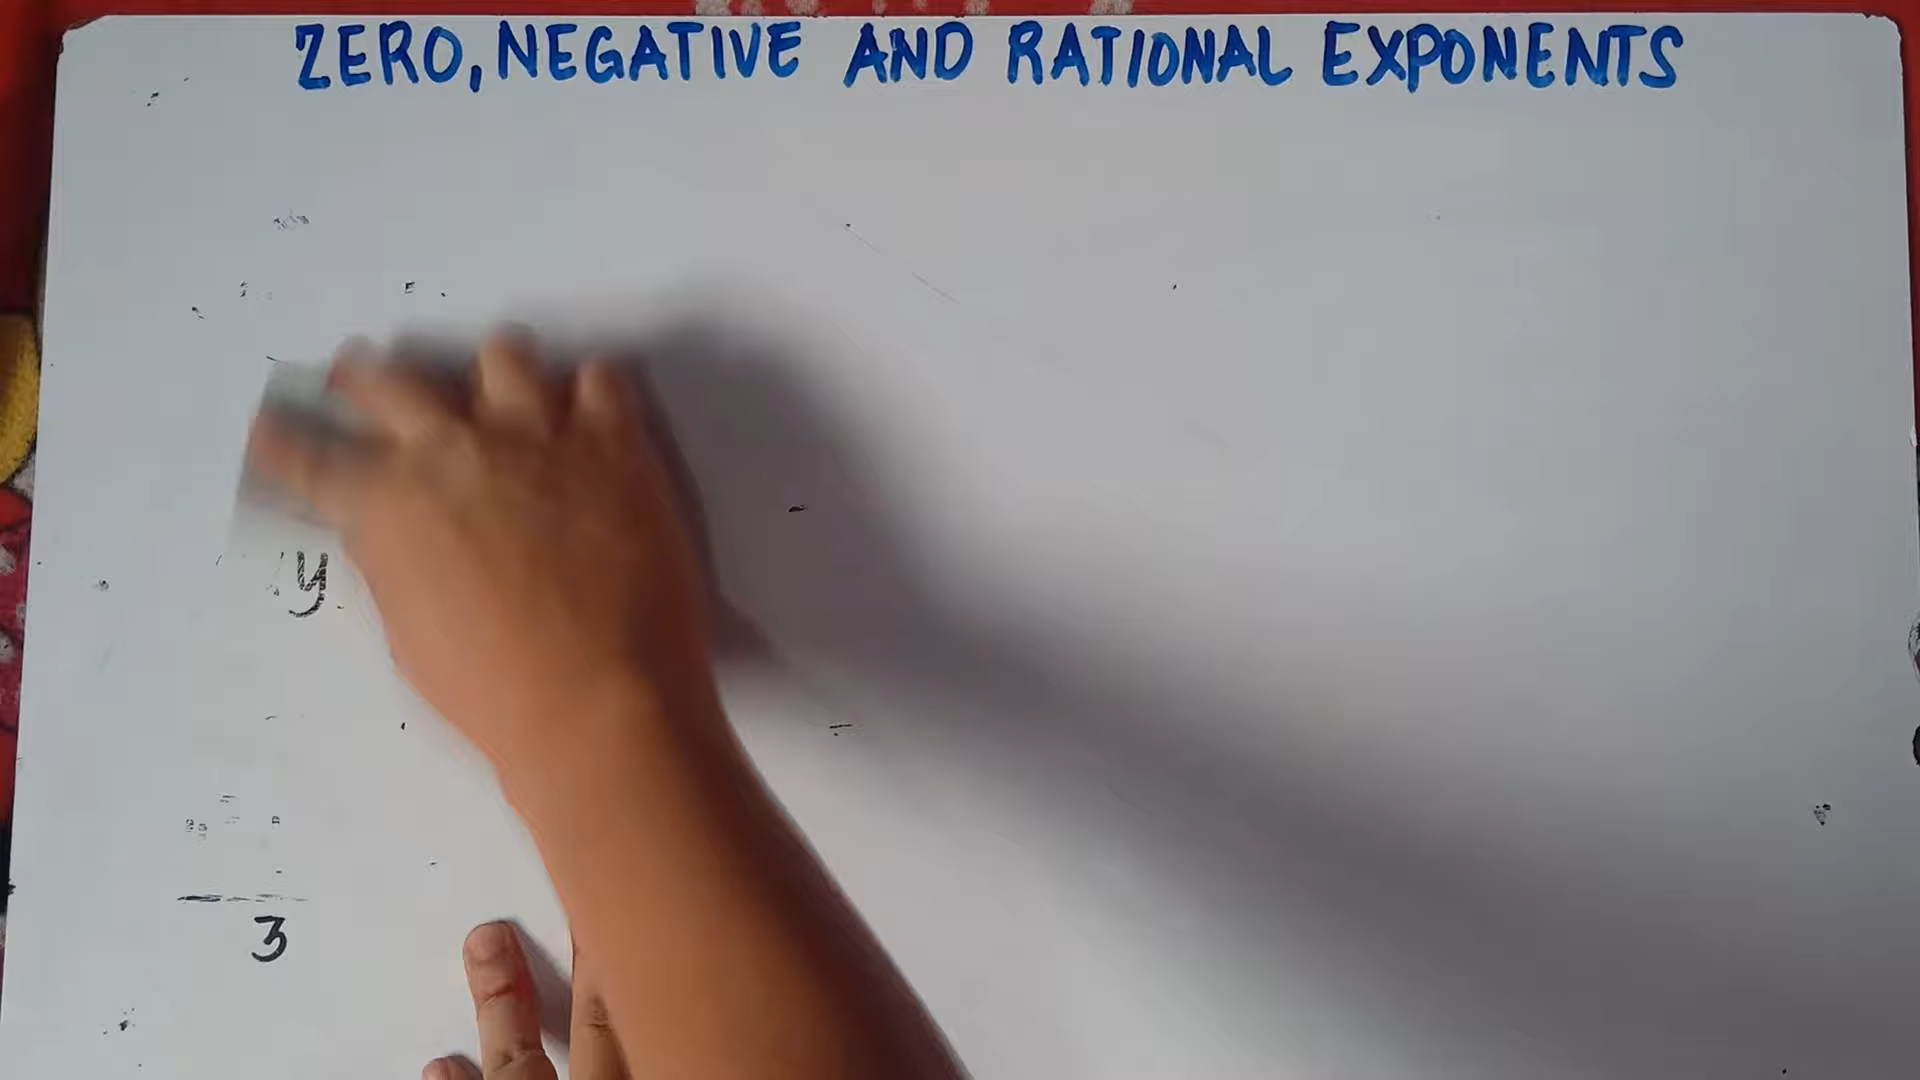 ZERO, NEGATIVE AND RATIONAL EXPONENTS
y
3